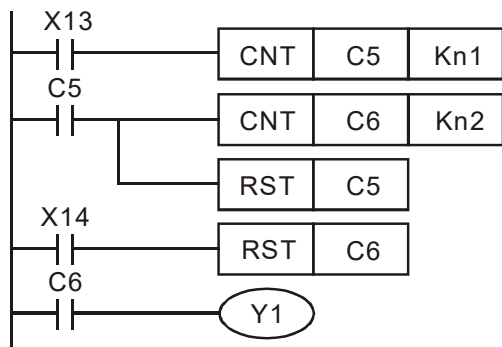 X13
CNT C5 Kn1
C5
CNT C6 Kn2
RST C5
X14
RST C6
C6
Y1